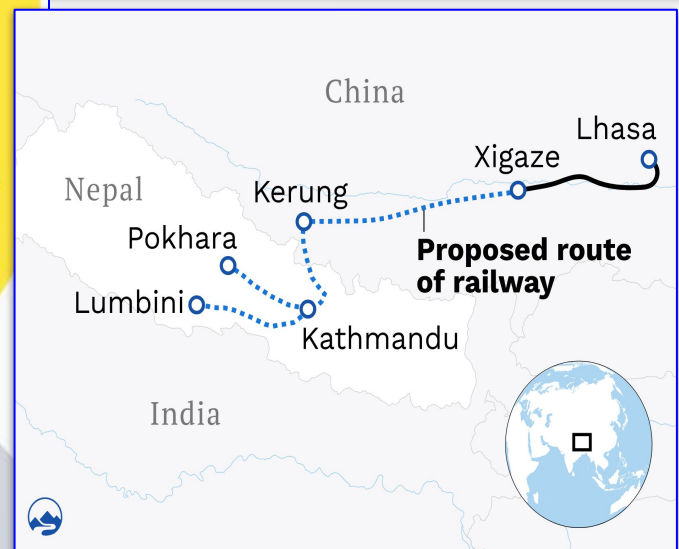 China
Lhasa
Xigaze
Nepal
Kerung
Pokhara
Proposed route
of railway
Lumbini
Kathmandu
India